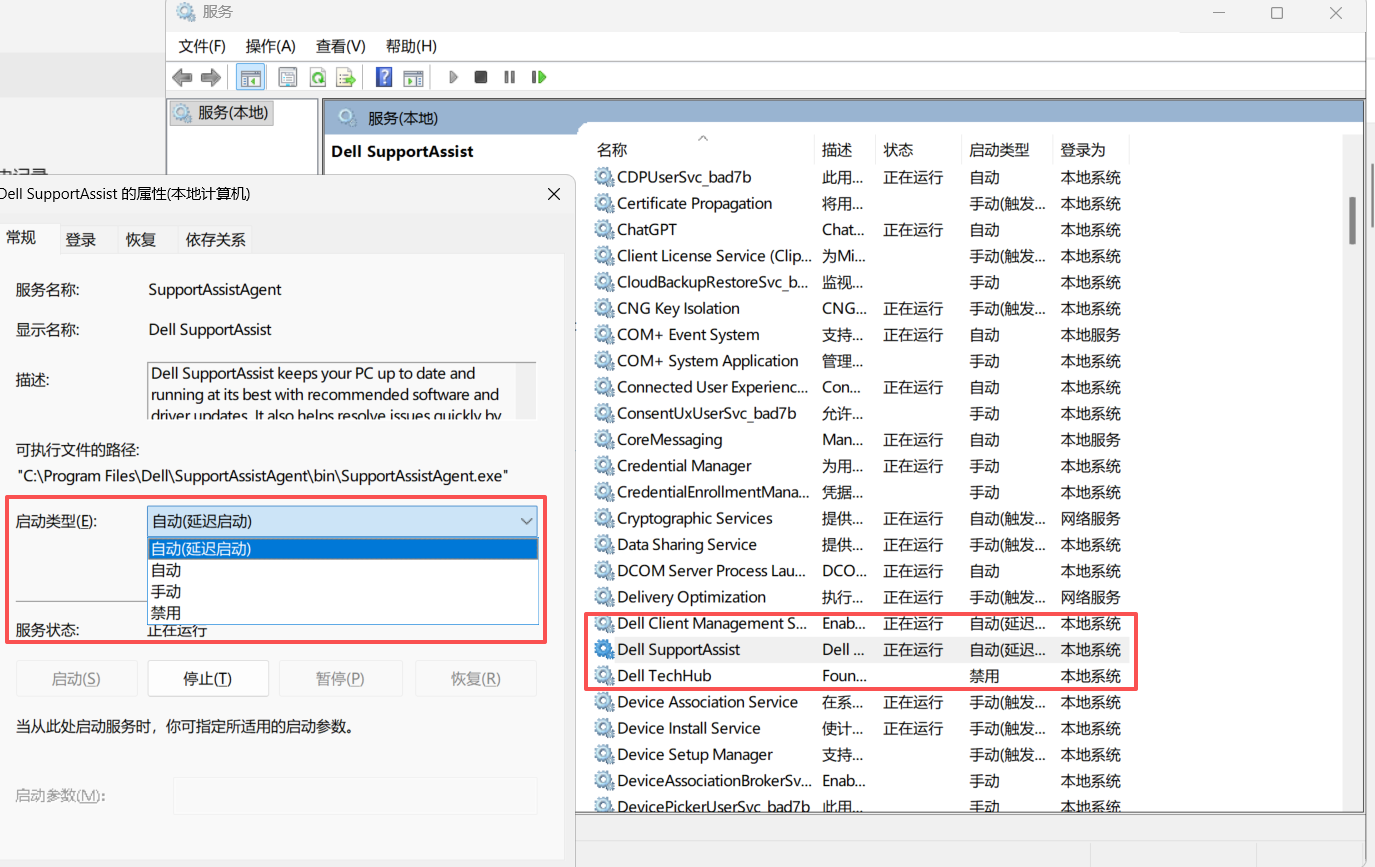 服务
文件(F) 操作(A) 查看(V) 帮助(H)
服务(本地)
服务(本地)
Dell SupportAssist
Dell SupportAssist 的属性(本地计算机)
常规 登录 恢复 依存关系
服务名称: SupportAssistAgent
显示名称: Dell SupportAssist
描述: Dell SupportAssist keeps your PC up to date and
running at its best with recommended software and
driver updates. It also helps resolve issues quickly by
可执行文件的路径:
"C:\Program Files\Dell\SupportAssistAgent\bin\SupportAssistAgent.exe"
启动类型(E): 自动(延迟启动)
自动(延迟启动)
自动
手动
禁用
服务状态: 正在运行
启动(S) 停止(T) 暂停(P) 恢复(R)
当从此处启动服务时，你可指定所适用的启动参数。
启动参数(M):
名称 描述 状态 启动类型 登录为
CDPUserSvc_bad7b 此用... 正在运行 自动 本地系统
Certificate Propagation 将用... 手动(触发... 本地系统
ChatGPT Chat... 正在运行 自动 本地系统
Client License Service (Clip... 为Mi... 手动(触发... 本地系统
CloudBackupRestoreSvc_b... 监视... 手动 本地系统
CNG Key Isolation CNG... 正在运行 手动(触发... 本地系统
COM+ Event System 支持... 正在运行 自动 本地服务
COM+ System Application 管理... 手动 本地系统
Connected User Experienc... Con... 正在运行 自动 本地系统
ConsentUxUserSvc_bad7b 允许... 手动 本地系统
CoreMessaging Man... 正在运行 自动 本地服务
Credential Manager 为用... 正在运行 手动 本地系统
CredentialEnrollmentMana... 凭据... 手动 本地系统
Cryptographic Services 提供... 正在运行 自动(触发... 网络服务
Data Sharing Service 提供... 正在运行 手动(触发... 本地系统
DCOM Server Process Lau... DCO... 正在运行 自动 本地系统
Delivery Optimization 执行... 正在运行 手动(触发... 网络服务
Dell Client Management S... Enab... 正在运行 自动(延迟... 本地系统
Dell SupportAssist Dell ... 正在运行 自动(延迟... 本地系统
Dell TechHub Foun... 禁用 本地系统
Device Association Service 在系... 正在运行 手动(触发... 本地系统
Device Install Service 使计... 正在运行 手动(触发... 本地系统
Device Setup Manager 支持... 手动(触发... 本地系统
DeviceAssociationBrokerSv... Enab... 手动 本地系统
DevicePickerUserSvc_bad7b 此用... 手动 本地系统